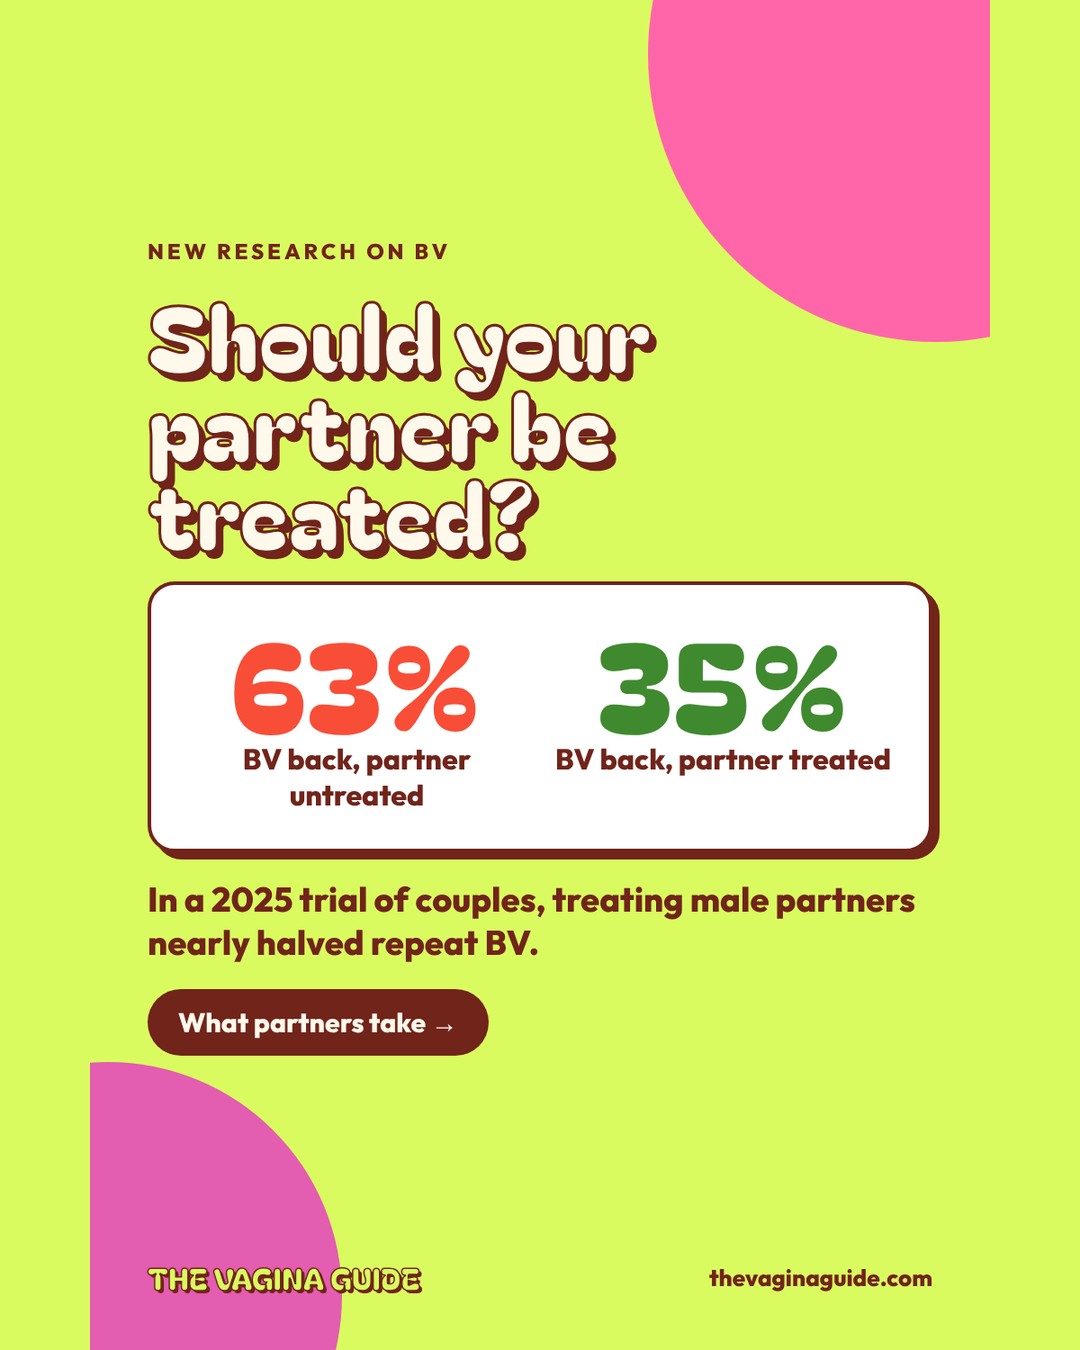 NEW RESEARCH ON BV
Should your
partner be
treated?
63%
BV back, partner
untreated
35%
BV back, partner treated
In a 2025 trial of couples, treating male partners
nearly halved repeat BV.
What partners take →
THE VAGINA GUIDE
thevaginaguide.com